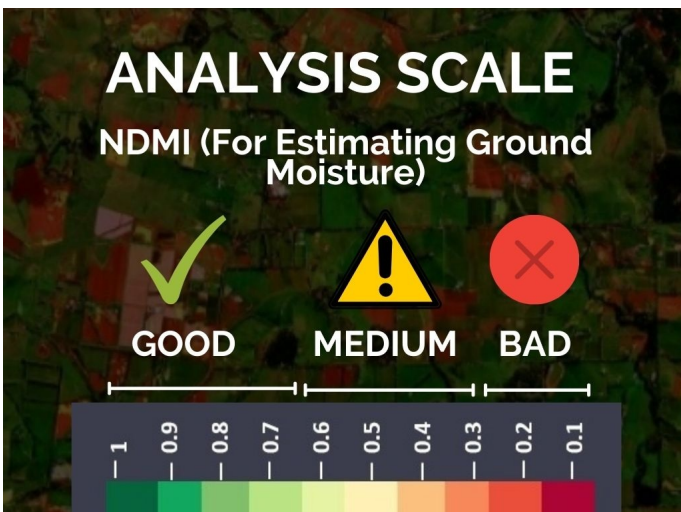 ANALYSIS SCALE
NDMI (For Estimating Ground
Moisture)
GOOD
MEDIUM
BAD
1
0.9
0.8
0.7
0.6
0.5
0.4
0.3
0.2
0.1